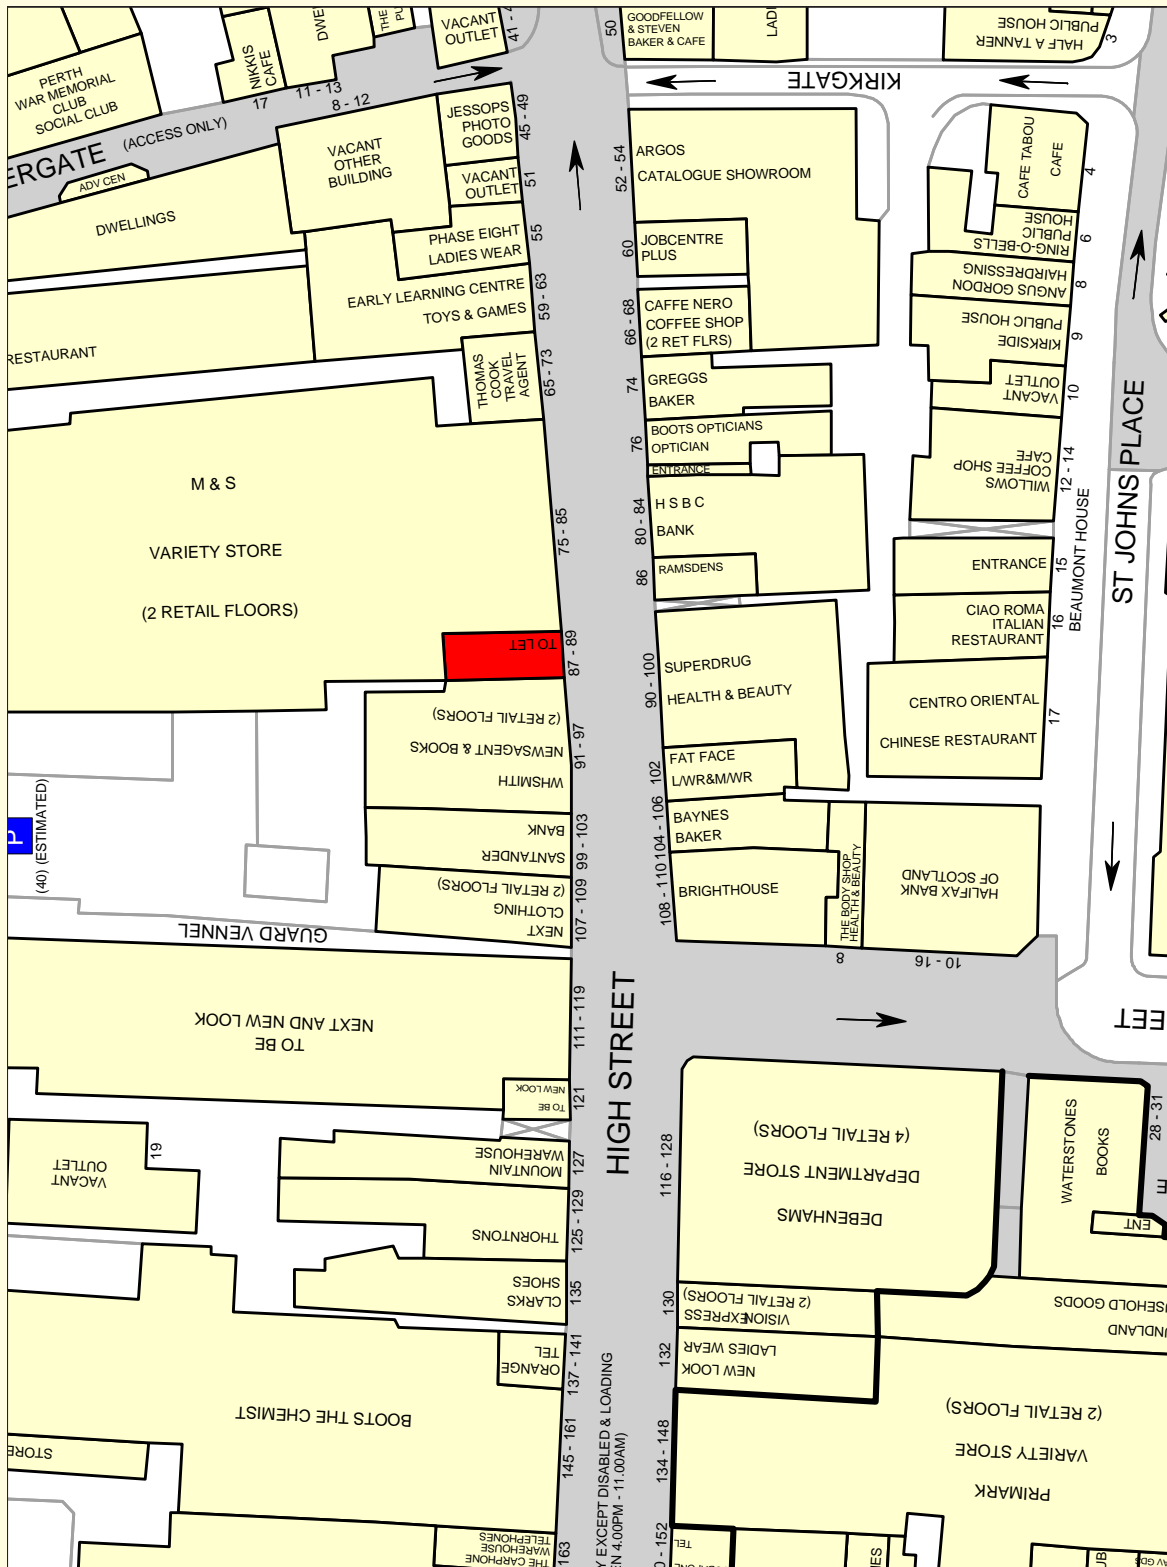 PERTH
WAR MEMORIAL
CLUB
SOCIAL CLUB
NIKKIS
CAFE
17
11 - 13
8 - 12
VACANT
OUTLET
(ACCESS ONLY)
ADV CEN
DWELLINGS
VACANT
OTHER
BUILDING
JESSOPS
PHOTO
GOODS
45 - 49
VACANT
OUTLET
51
PHASE EIGHT
LADIES WEAR
55
EARLY LEARNING CENTRE
TOYS & GAMES
59 - 63
RESTAURANT
THOMAS
COOK
TRAVEL
AGENT
65 - 73
M & S
VARIETY STORE
(2 RETAIL FLOORS)
75 - 85
TO LET
87 - 89
WHSMITH
NEWSAGENT & BOOKS
(2 RETAIL FLOORS)
91 - 97
SANTANDER
BANK
99 - 103
NEXT
CLOTHING
(2 RETAIL FLOORS)
107 - 109
P
(40) (ESTIMATED)
GUARD VENNEL
TO BE
NEXT AND NEW LOOK
111 - 119
TO BE
NEW LOOK
121
VACANT
OUTLET
19
MOUNTAIN
WAREHOUSE
127
THORNTONS
125 - 129
CLARKS
SHOES
135
ORANGE
TEL
137 - 141
BOOTS THE CHEMIST
145 - 161
STORE
THE CARPHONE
WAREHOUSE
TELEPHONES
163
HIGH STREET
50
GOODFELLOW
& STEVEN
BAKER & CAFE
HALF A TANNER
PUBLIC HOUSE
3
KIRKGATE
ARGOS
CATALOGUE SHOWROOM
52 - 54
JOBCENTRE
PLUS
60
CAFFE NERO
COFFEE SHOP
(2 RET FLRS)
66 - 68
GREGGS
BAKER
74
BOOTS OPTICIANS
OPTICIAN
76
ENTRANCE
H S B C
BANK
80 - 84
RAMSDENS
86
SUPERDRUG
HEALTH & BEAUTY
90 - 100
FAT FACE
L/WR&M/WR
102
BAYNES
BAKER
104 - 106
BRIGHTHOUSE
108 - 110
THE BODY SHOP
HEALTH & BEAUTY
8
HALIFAX BANK
OF SCOTLAND
10 - 16
CAFE TABOU
CAFE
4
RING-O-BELLS
PUBLIC
HOUSE
6
ANGUS GORDON
HAIRDRESSING
8
KIRKSIDE
PUBLIC HOUSE
9
VACANT
OUTLET
10
WILLOWS
COFFEE SHOP
CAFE
12 - 14
BEAUMONT HOUSE
ENTRANCE
15
CIAO ROMA
ITALIAN
RESTAURANT
16
CENTRO ORIENTAL
CHINESE RESTAURANT
17
ST JOHNS PLACE
DEBENHAMS
DEPARTMENT STORE
(4 RETAIL FLOORS)
116 - 128
WATERSTONES
BOOKS
28 - 31
ENT
VISION EXPRESS
(2 RETAIL FLOORS)
130
NEW LOOK
LADIES WEAR
132
PRIMARK
VARIETY STORE
(2 RETAIL FLOORS)
134 - 148
TEL